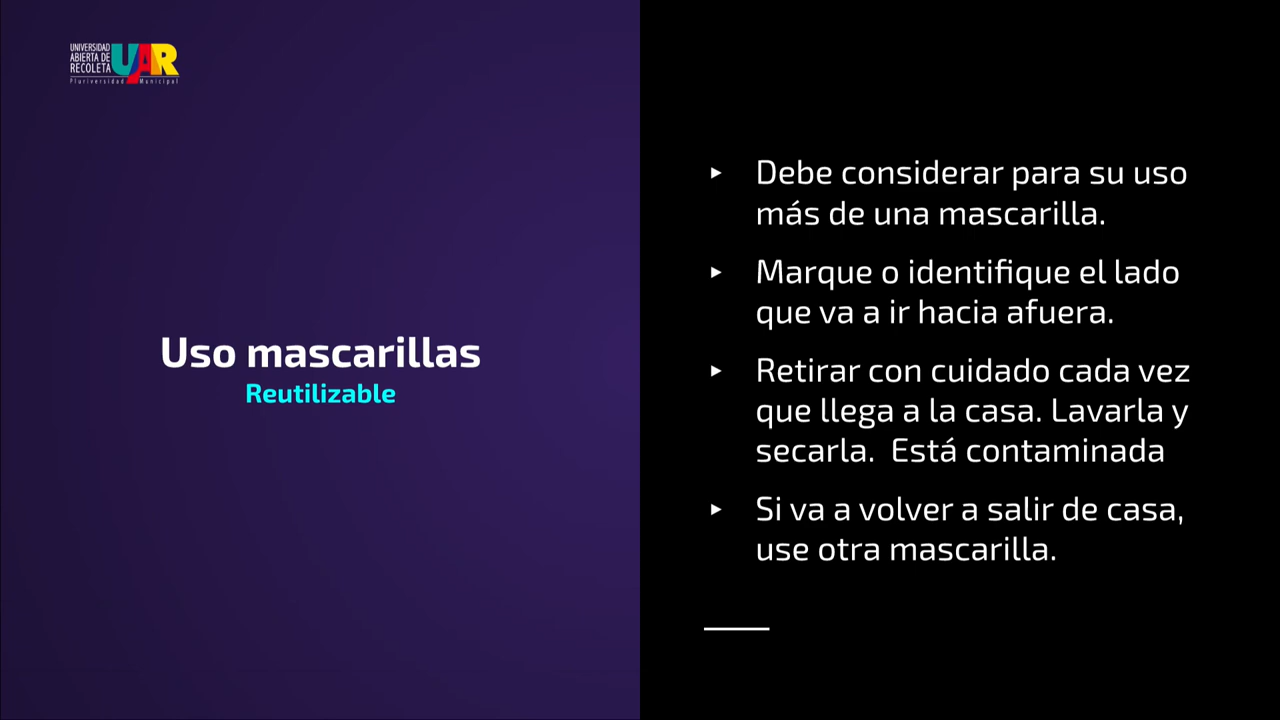 UNIVERSIDAD
ABIERTA DE
RECOLETA
UAR
Pluriversidad Municipal
Uso mascarillas
Reutilizable
▸ Debe considerar para su uso
más de una mascarilla.
▸ Marque o identifique el lado
que va a ir hacia afuera.
▸ Retirar con cuidado cada vez
que llega a la casa. Lavarla y
secarla.  Está contaminada
▸ Si va a volver a salir de casa,
use otra mascarilla.